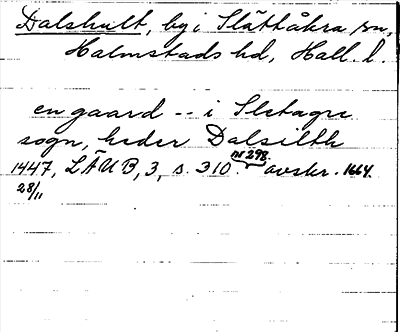 Dalshult, by i Slättåkra sn,
Halmstads hd, Hall. l.
en gaard -- i Sletagre
sogn, heder Dalsilth
nr 298.
1447, LÄUB, 3, s. 310. avskr. 1664.
28/11